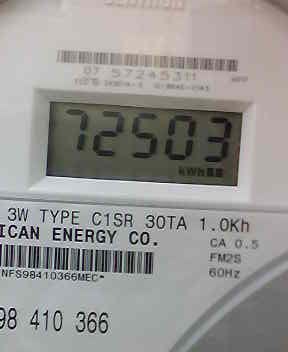 07 57245311 APP
72503
kWh
3W TYPE C1SR 30TA 1.0Kh
ICAN ENERGY CO.
CA 0.5
NFS98410366MEC*
FM2S
60Hz
98 410 366